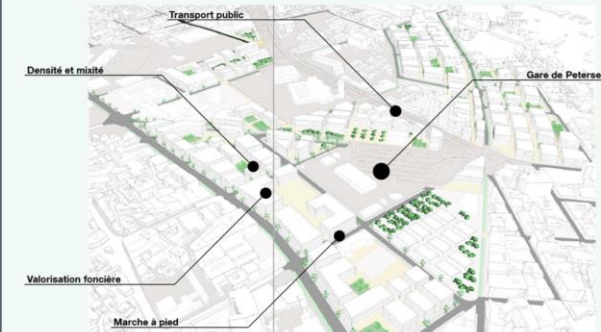 Transport public
Densité et mixité
Gare de Peterse
Valorisation foncière
Marche à pied